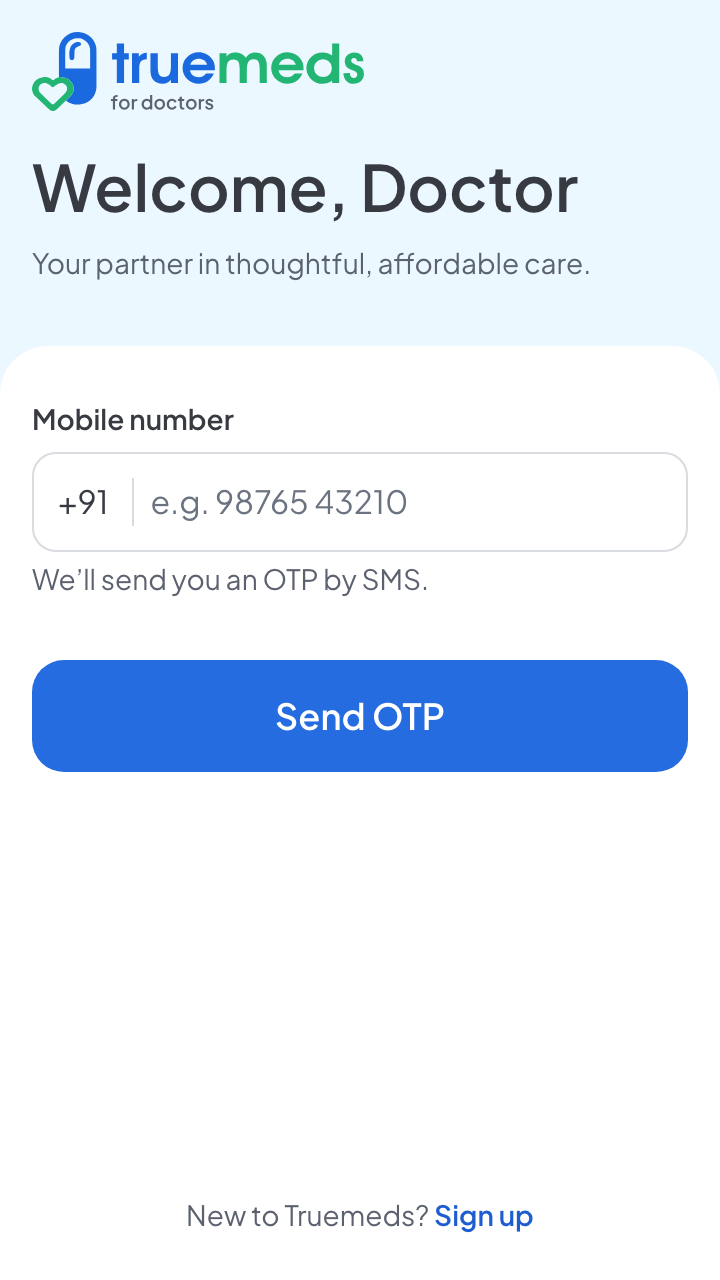 truemeds
for doctors
Welcome, Doctor
Your partner in thoughtful, affordable care.
Mobile number
+91 e.g. 98765 43210
We’ll send you an OTP by SMS.
Send OTP
New to Truemeds? Sign up